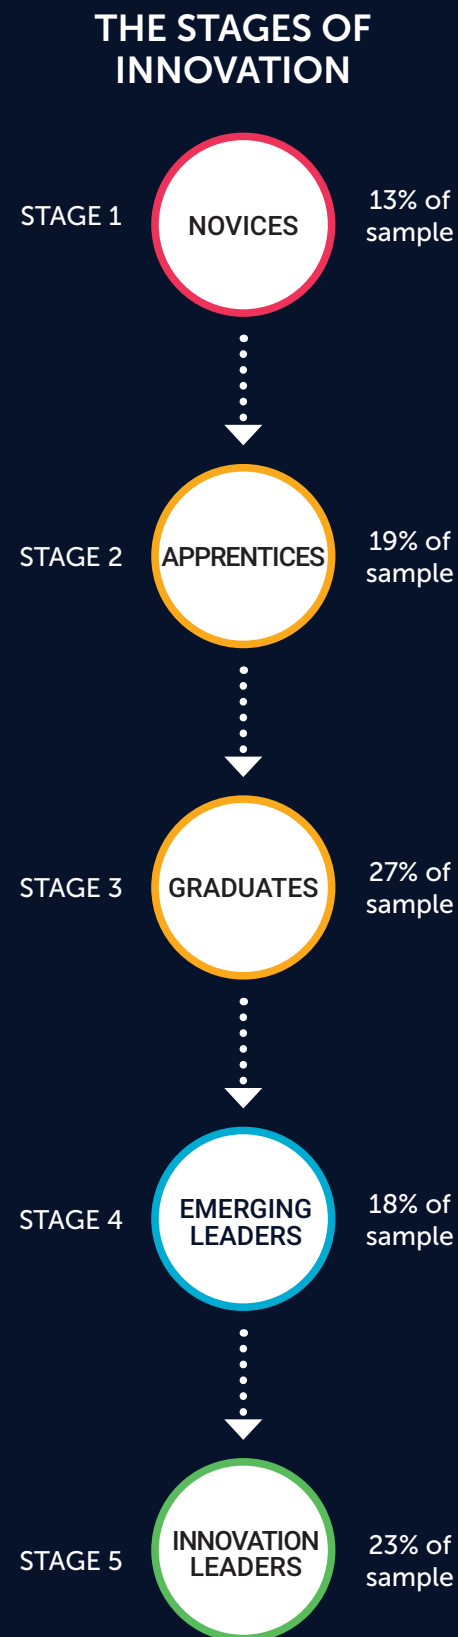 THE STAGES OF
INNOVATION
STAGE 1
NOVICES
13% of
sample
STAGE 2
APPRENTICES
19% of
sample
STAGE 3
GRADUATES
27% of
sample
STAGE 4
EMERGING
LEADERS
18% of
sample
STAGE 5
INNOVATION
LEADERS
23% of
sample